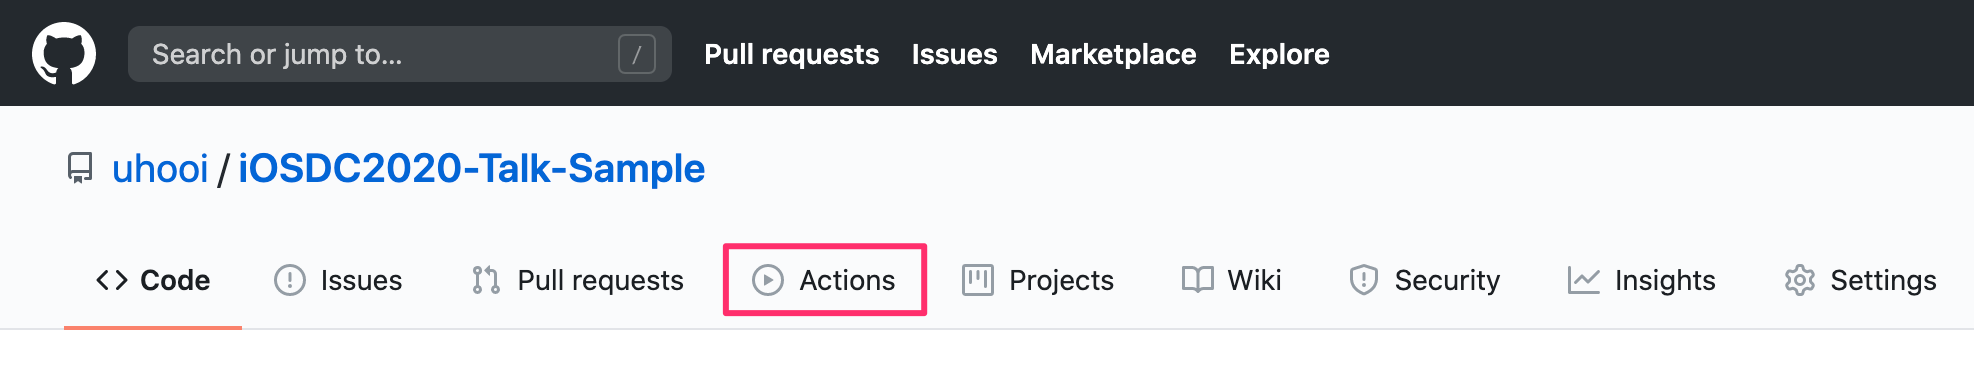 Search or jump to... / Pull requests Issues Marketplace Explore
uhooi / iOSDC2020-Talk-Sample
Code Issues Pull requests Actions Projects Wiki Security Insights Settings